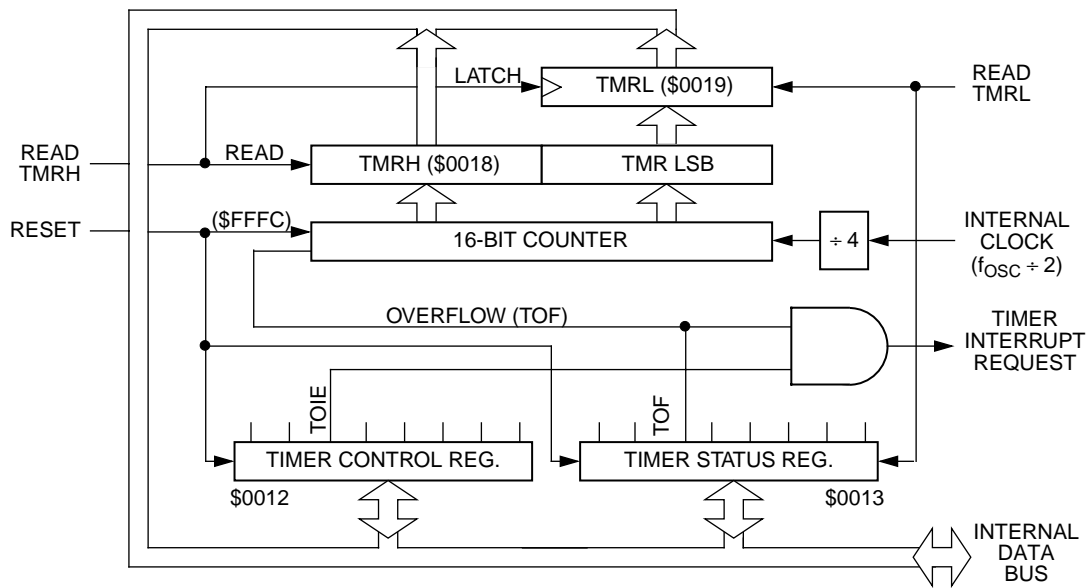 LATCH
TMRL ($0019)
READ
TMRL
READ
TMRH
READ
TMRH ($0018)
TMR LSB
RESET
($FFFC)
16-BIT COUNTER
÷ 4
INTERNAL
CLOCK
(fOSC ÷ 2)
OVERFLOW (TOF)
TIMER
INTERRUPT
REQUEST
TOIE
TOF
TIMER CONTROL REG.
TIMER STATUS REG.
$0012
$0013
INTERNAL
DATA
BUS